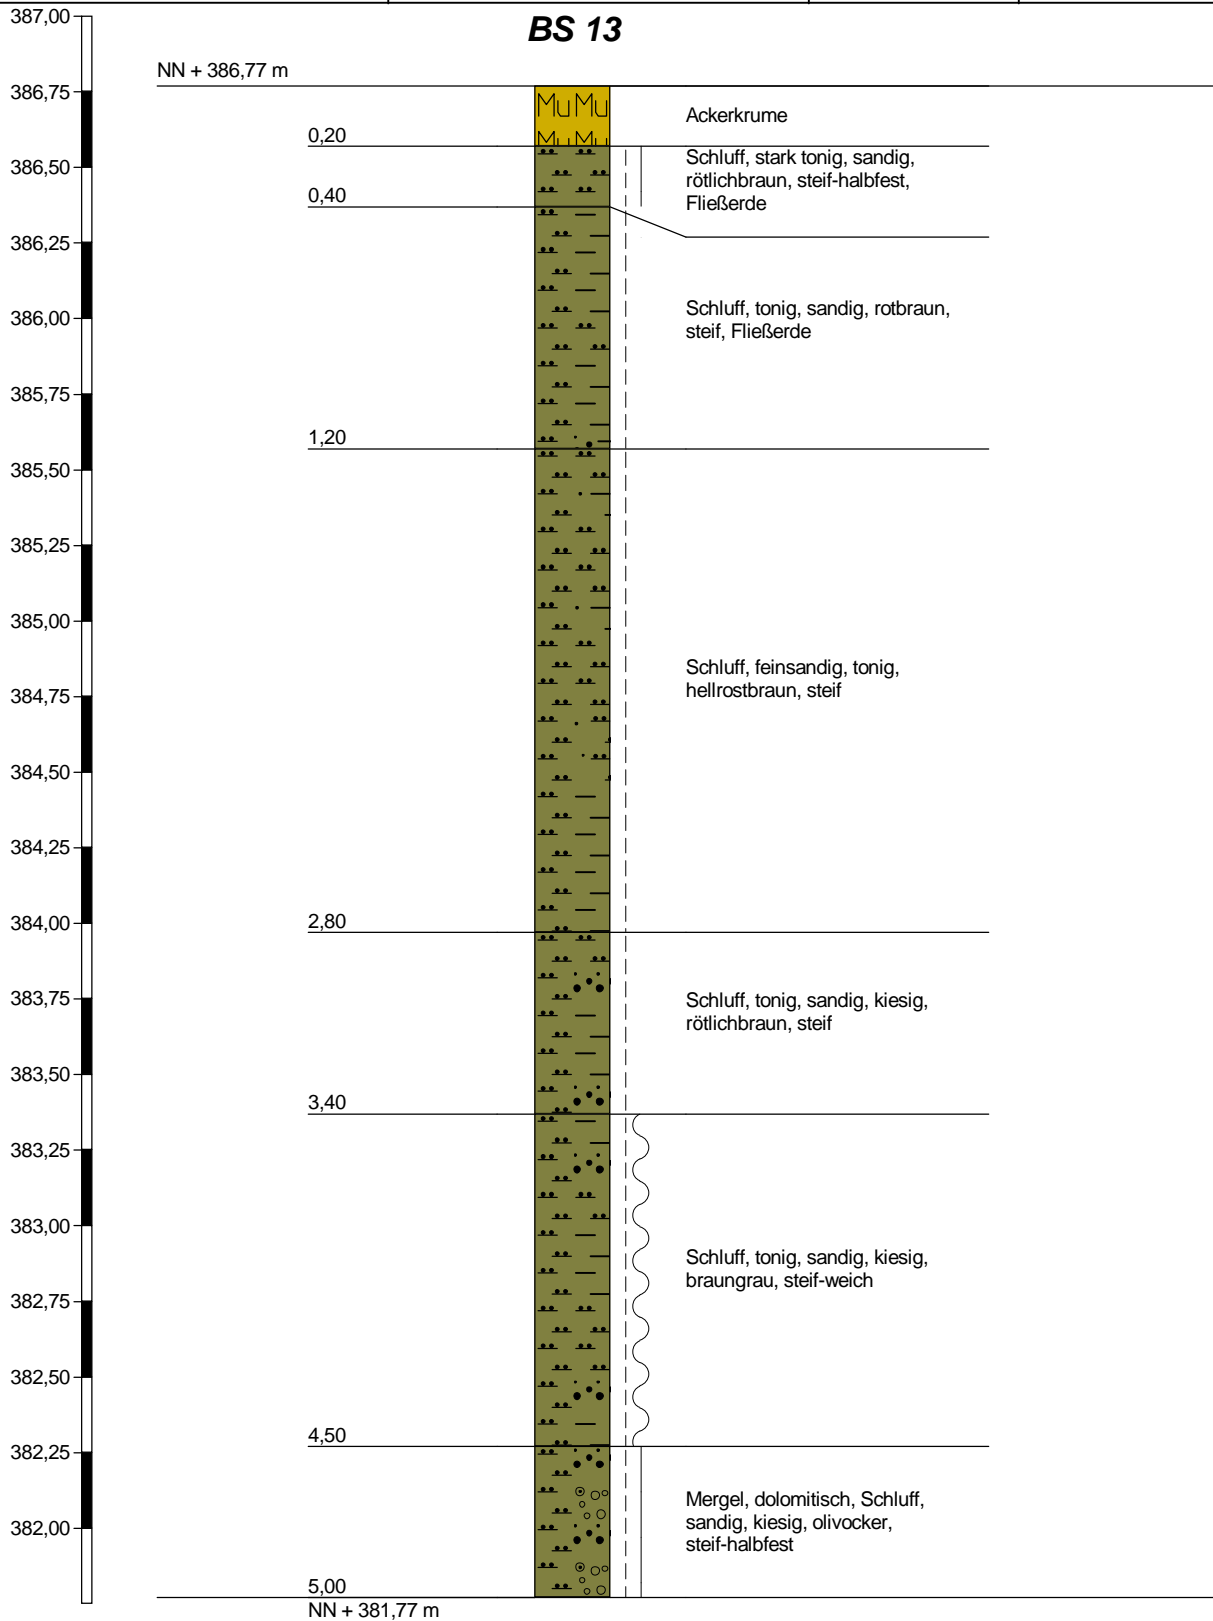 387,00
BS 13
NN + 386,77 m
386,75
Mu Mu
Mu Mu
Ackerkrume
0,20
386,50
Schluff, stark tonig, sandig,
rötlichbraun, steif-halbfest,
Fließerde
0,40
386,25
386,00
Schluff, tonig, sandig, rotbraun,
steif, Fließerde
385,75
1,20
385,50
385,25
385,00
Schluff, feinsandig, tonig,
hellrostbraun, steif
384,75
384,50
384,25
2,80
384,00
383,75
Schluff, tonig, sandig, kiesig,
rötlichbraun, steif
383,50
3,40
383,25
383,00
Schluff, tonig, sandig, kiesig,
braungrau, steif-weich
382,75
382,50
4,50
382,25
Mergel, dolomitisch, Schluff,
sandig, kiesig, olivocker,
steif-halbfest
382,00
5,00
NN + 381,77 m